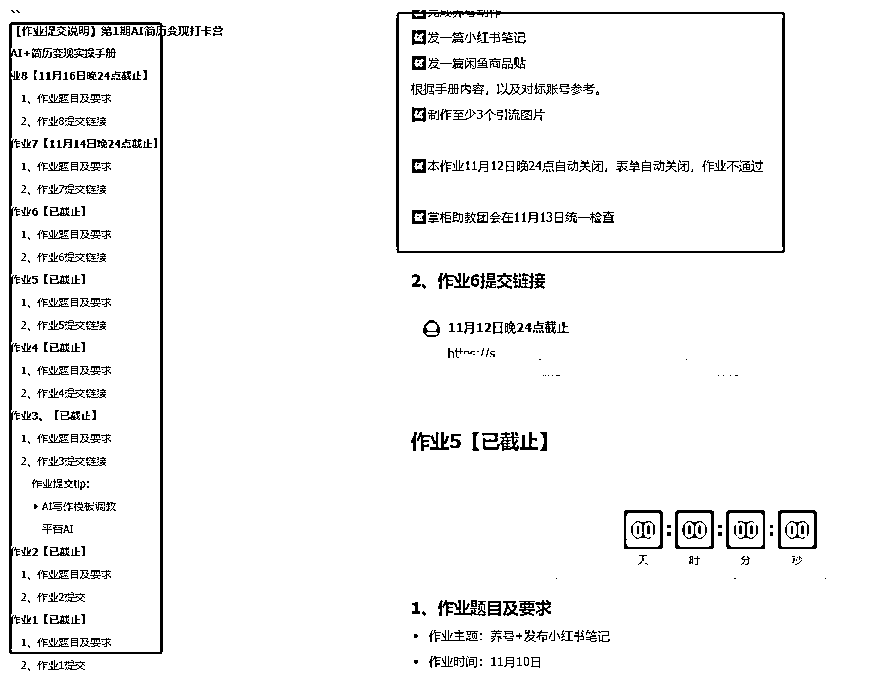 【作业提交说明】第1期AI简历变现打卡营
AI+简历变现实操手册
业8【11月16日晚24点截止】
1、作业题目及要求
2、作业8提交链接
作业7【11月14日晚24点截止】
1、作业题目及要求
2、作业7提交链接
作业6【已截止】
1、作业题目及要求
2、作业6提交链接
作业5【已截止】
1、作业题目及要求
2、作业5提交链接
作业4【已截止】
1、作业题目及要求
2、作业4提交链接
作业3、【已截止】
1、作业题目及要求
2、作业3提交链接
作业提交tip:
AI写作模板调教
平台AI
作业2【已截止】
1、作业题目及要求
2、作业2提交
作业1【已截止】
1、作业题目及要求
2、作业1提交
完成养号动作
发一篇小红书笔记
发一篇闲鱼商品贴
根据手册内容，以及对标账号参考。
制作至少3个引流图片
本作业11月12日晚24点自动关闭，表单自动关闭，作业不通过
掌柜助教团会在11月13日统一检查
2、作业6提交链接
11月12日晚24点截止
https://s
作业5【已截止】
00:00:00:00
天 时 分 秒
1、作业题目及要求
• 作业主题：养号+发布小红书笔记
• 作业时间：11月10日